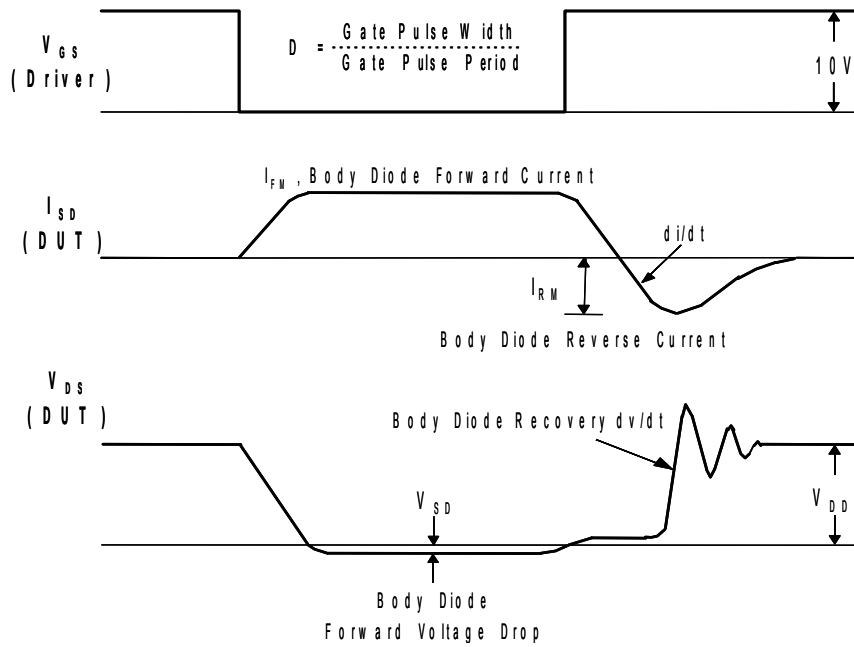 V GS
(Driver)
D = Gate Pulse Width
Gate Pulse Period
10V
I SD
(DUT)
I FM , Body Diode Forward Current
di/dt
I RM
Body Diode Reverse Current
V DS
(DUT)
Body Diode Recovery dv/dt
V SD
V DD
Body Diode
Forward Voltage Drop